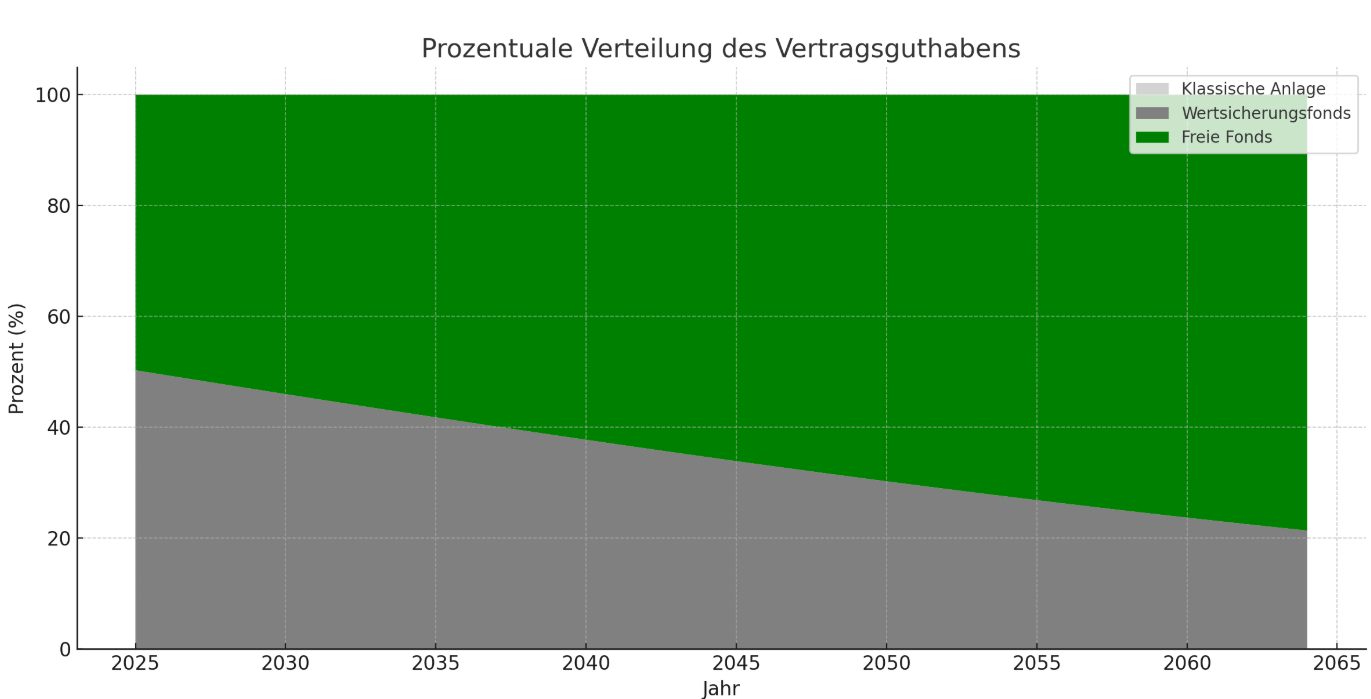 Prozentuale Verteilung des Vertragsguthabens
Klassische Anlage
Wertsicherungsfonds
Freie Fonds
Prozent (%)
100
80
60
40
20
0
2025 2030 2035 2040 2045 2050 2055 2060 2065
Jahr